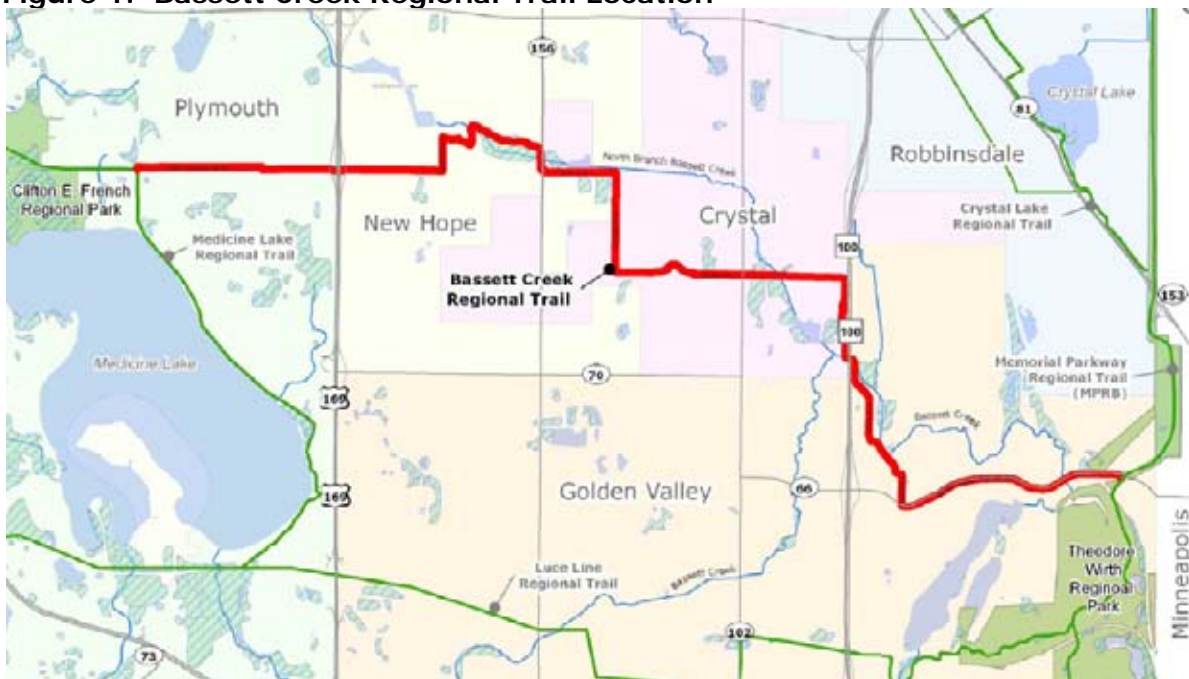 Figure 1: Bassett Creek Regional Trail Location
156
Plymouth
81
Crystal Lake
Robbinsdale
North Branch Bassett Creek
Clifton E. French
Regional Park
New Hope
Crystal
Crystal Lake
Regional Trail
Medicine Lake
Regional Trail
100
Bassett Creek
Regional Trail
153
100
Medicine Lake
70
Memorial Parkway
Regional Trail
(MPRB)
169
Bassett Creek
Golden Valley
66
169
Minneapolis
Theodore
Wirth
Reginoal
Park
Luce Line
Regional Trail
Bassett Creek
102
73